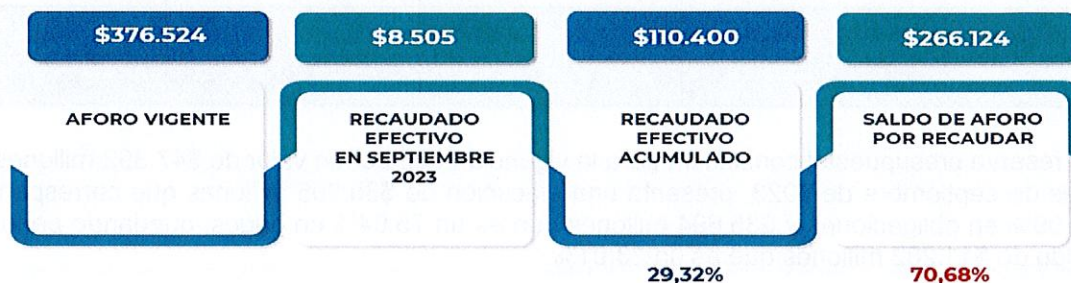 $376.524
$8.505
$110.400
$266.124
AFORO VIGENTE
RECAUDADO
EFECTIVO
EN SEPTIEMBRE
2023
RECAUDADO
EFECTIVO
ACUMULADO
SALDO DE AFORO
POR RECAUDAR
29,32%
70,68%